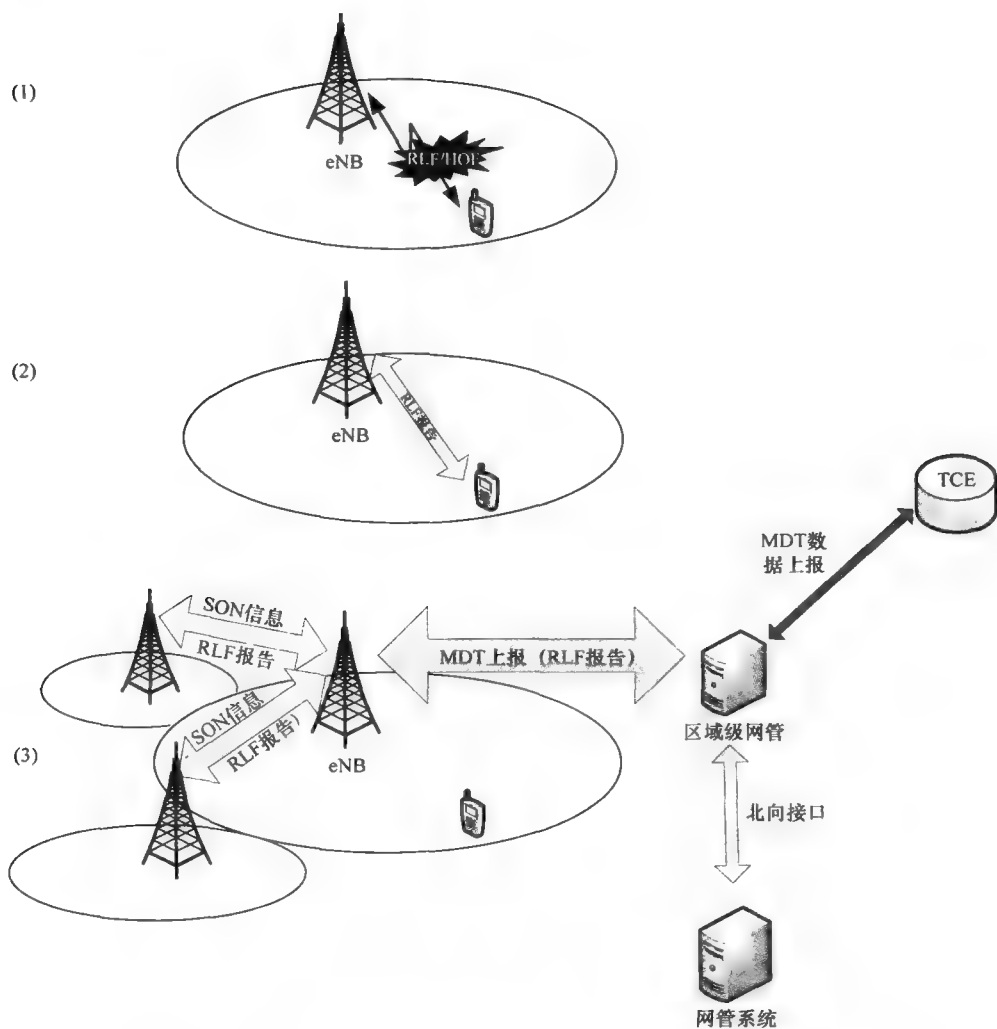 (1)
eNB
RLF/HOF
(2)
RLF报告
eNB
TCE
MDT数
据上报
SON信息
RLF报告
MDT上报（RLF报告）
SON信息
RLF报告）
区域级网管
(3)
eNB
北向接口
网管系统